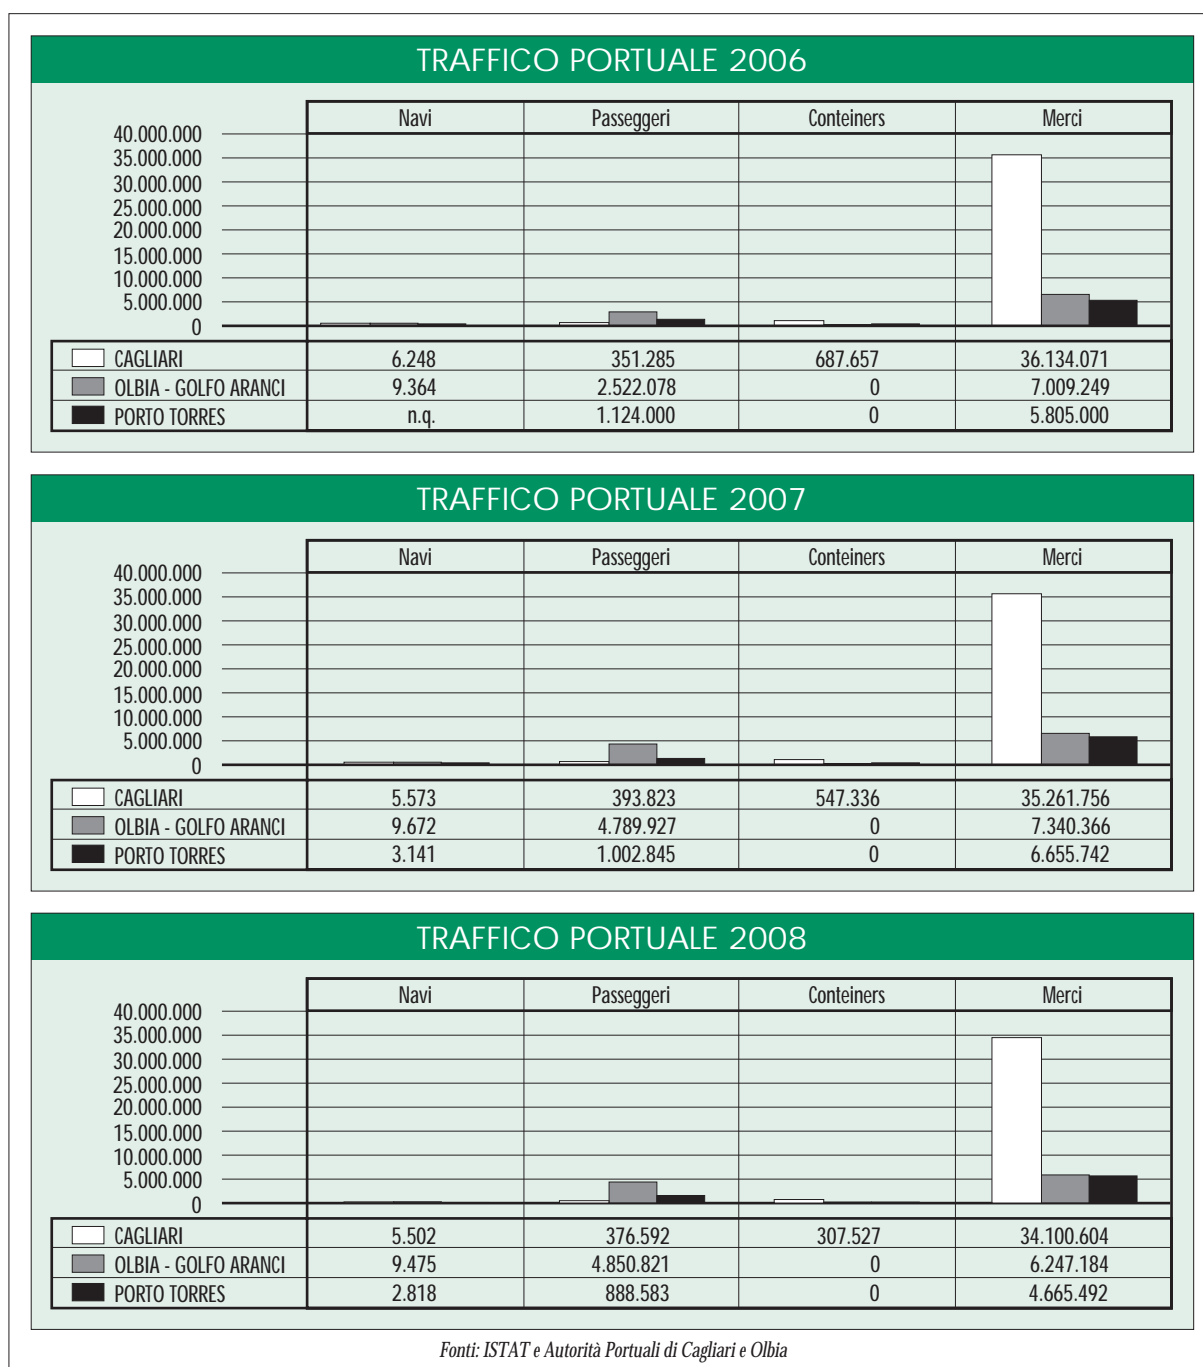 TRAFFICO PORTUALE 2006
Navi Passeggeri Conteiners Merci
40.000.000
35.000.000
30.000.000
25.000.000
20.000.000
15.000.000
10.000.000
5.000.000
0
CAGLIARI 6.248 351.285 687.657 36.134.071
OLBIA - GOLFO ARANCI 9.364 2.522.078 0 7.009.249
PORTO TORRES n.q. 1.124.000 0 5.805.000
TRAFFICO PORTUALE 2007
Navi Passeggeri Conteiners Merci
40.000.000
35.000.000
30.000.000
25.000.000
20.000.000
15.000.000
10.000.000
5.000.000
0
CAGLIARI 5.573 393.823 547.336 35.261.756
OLBIA - GOLFO ARANCI 9.672 4.789.927 0 7.340.366
PORTO TORRES 3.141 1.002.845 0 6.655.742
TRAFFICO PORTUALE 2008
Navi Passeggeri Conteiners Merci
40.000.000
35.000.000
30.000.000
25.000.000
20.000.000
15.000.000
10.000.000
5.000.000
0
CAGLIARI 5.502 376.592 307.527 34.100.604
OLBIA - GOLFO ARANCI 9.475 4.850.821 0 6.247.184
PORTO TORRES 2.818 888.583 0 4.665.492
Fonti: ISTAT e Autorità Portuali di Cagliari e Olbia